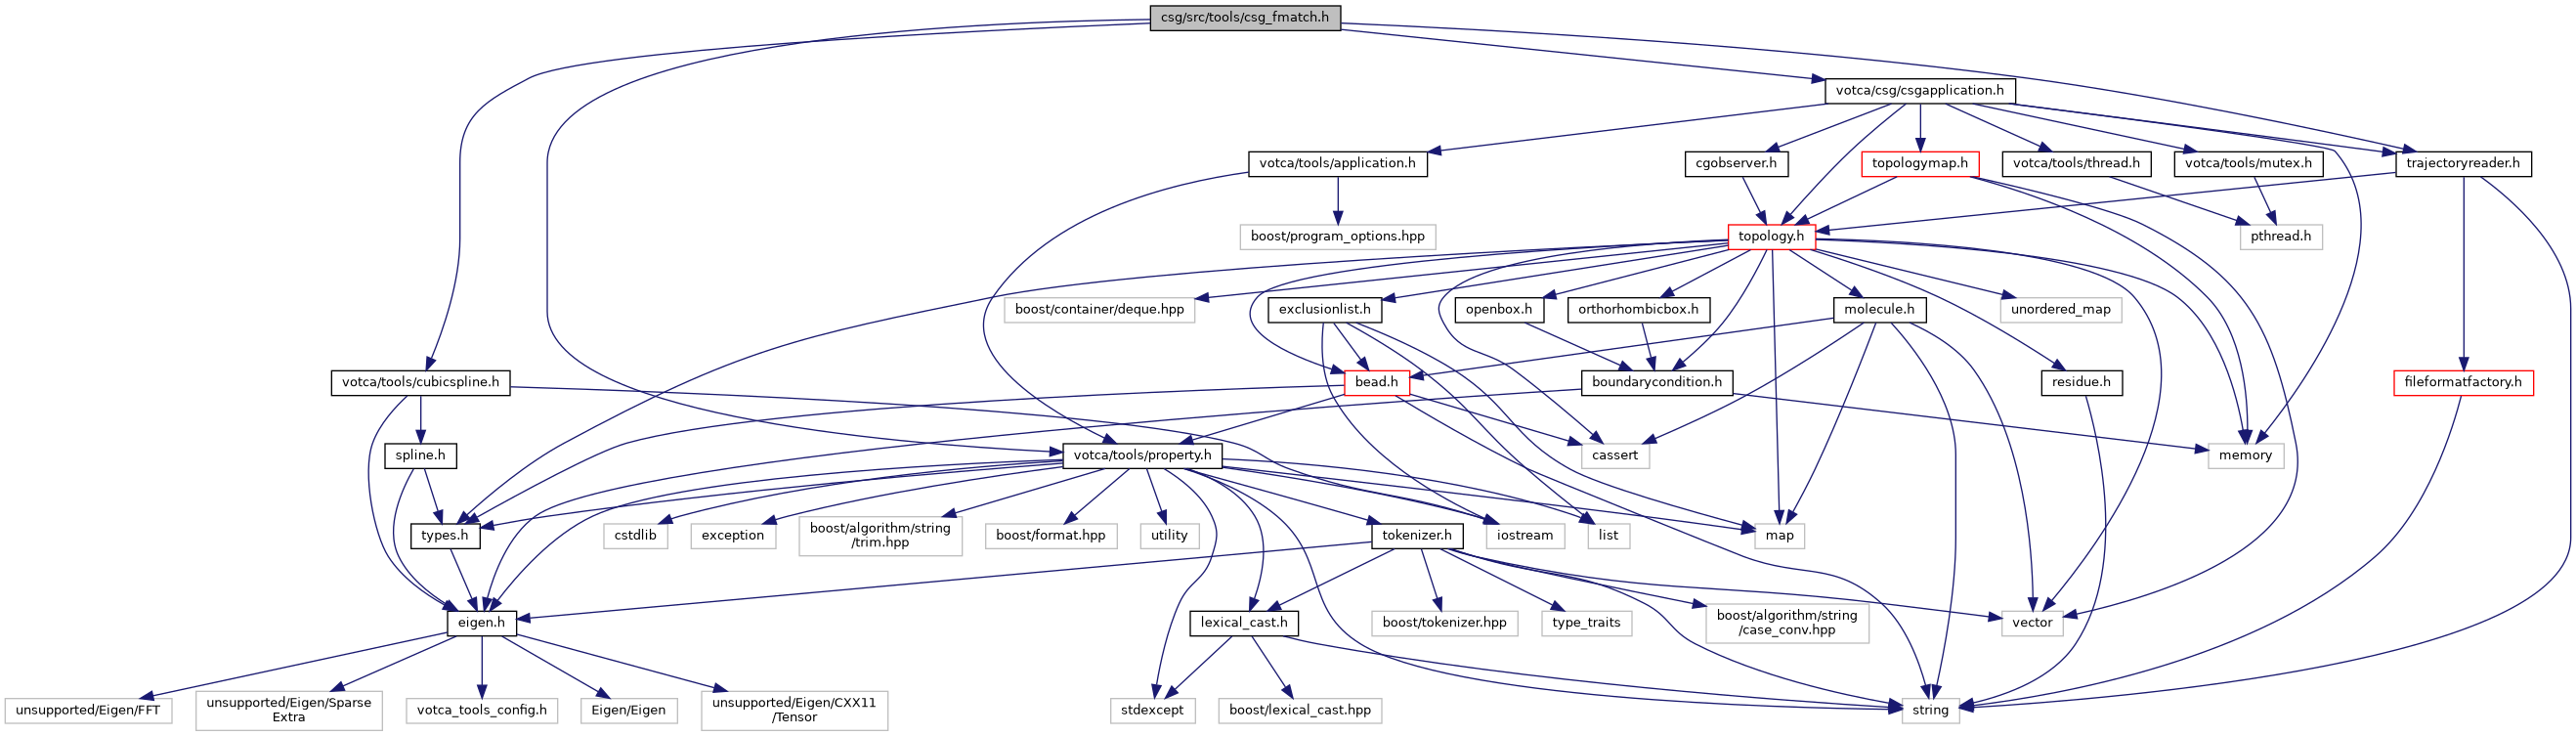 csg/src/tools/csg_fmatch.h
votca/csg/csgapplication.h
votca/tools/application.h
cgobserver.h
topologymap.h
votca/tools/thread.h
votca/tools/mutex.h
trajectoryreader.h
boost/program_options.hpp
topology.h
pthread.h
boost/container/deque.hpp
exclusionlist.h
openbox.h
orthorhombicbox.h
molecule.h
unordered_map
votca/tools/cubicspline.h
bead.h
boundarycondition.h
residue.h
fileformatfactory.h
spline.h
votca/tools/property.h
cassert
memory
types.h
cstdlib
exception
boost/algorithm/string
/trim.hpp
boost/format.hpp
utility
tokenizer.h
iostream
list
map
eigen.h
lexical_cast.h
boost/tokenizer.hpp
type_traits
boost/algorithm/string
/case_conv.hpp
vector
unsupported/Eigen/FFT
unsupported/Eigen/Sparse
Extra
votca_tools_config.h
Eigen/Eigen
unsupported/Eigen/CXX11
/Tensor
stdexcept
boost/lexical_cast.hpp
string